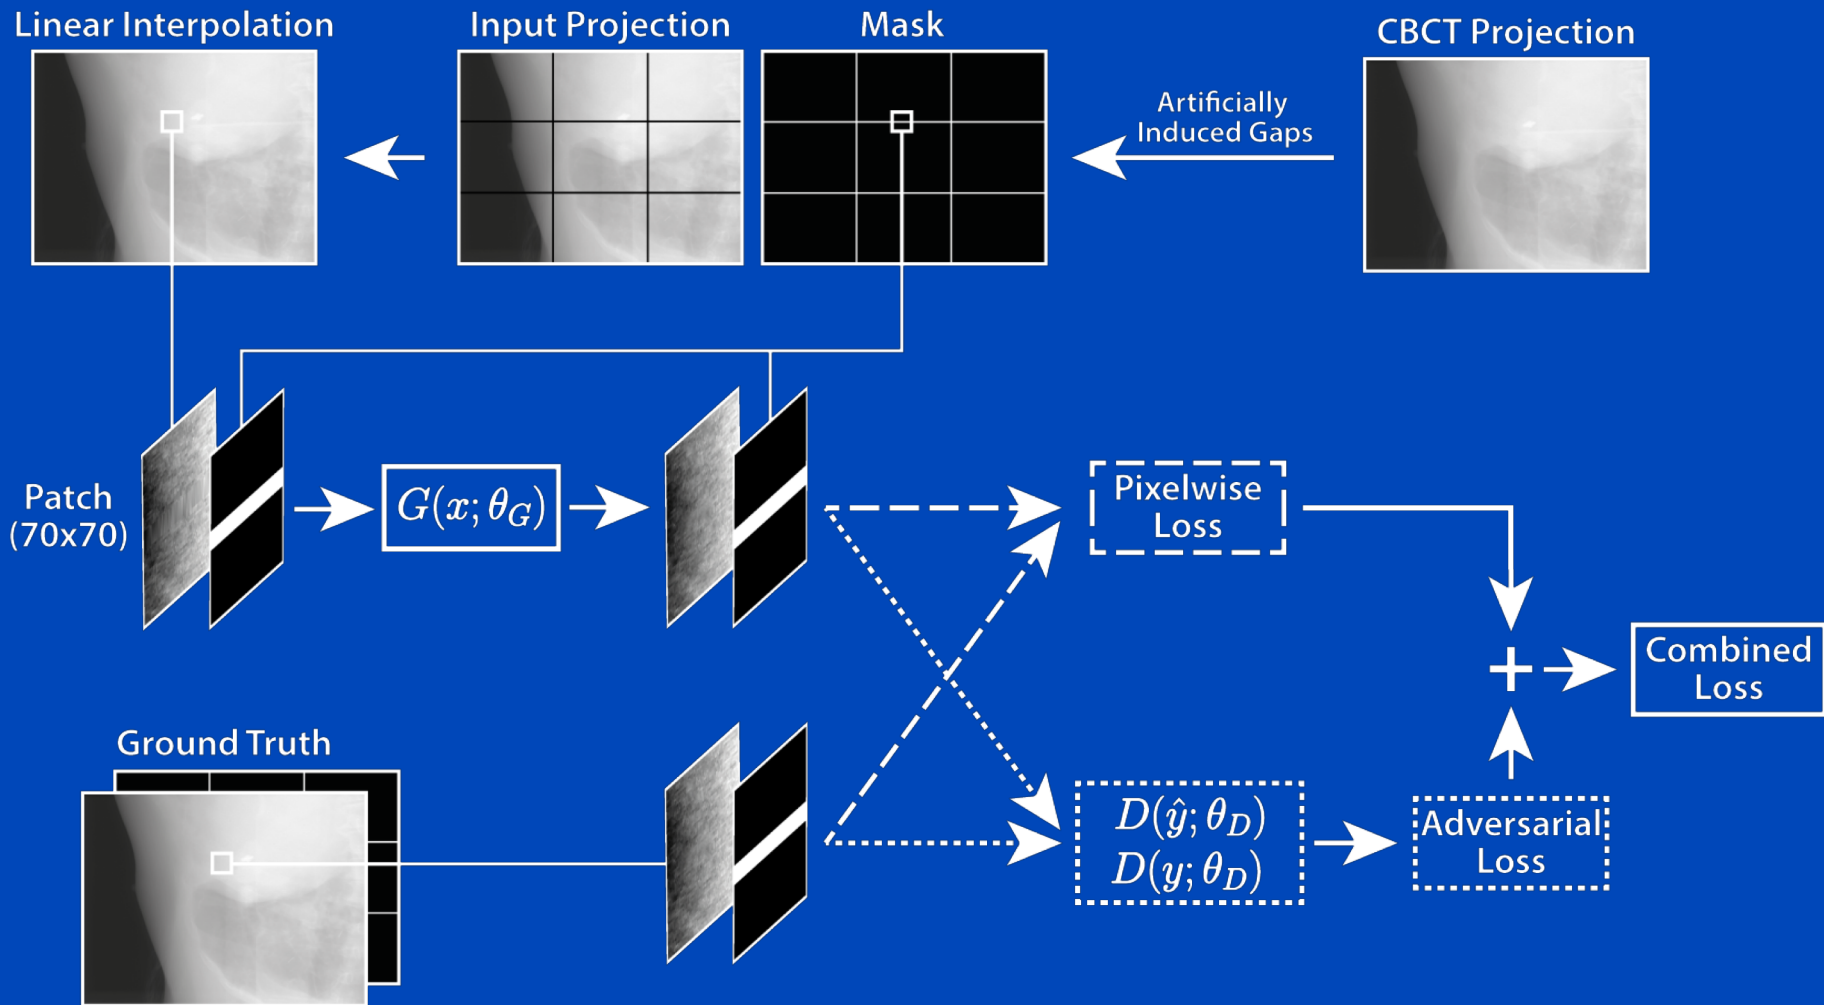 Linear Interpolation
Input Projection
Mask
CBCT Projection
Artificially
Induced Gaps
Patch
(70x70)
G(x; θ_G)
Pixelwise
Loss
Combined
Loss
+
Ground Truth
D(ŷ; θ_D)
D(y; θ_D)
Adversarial
Loss